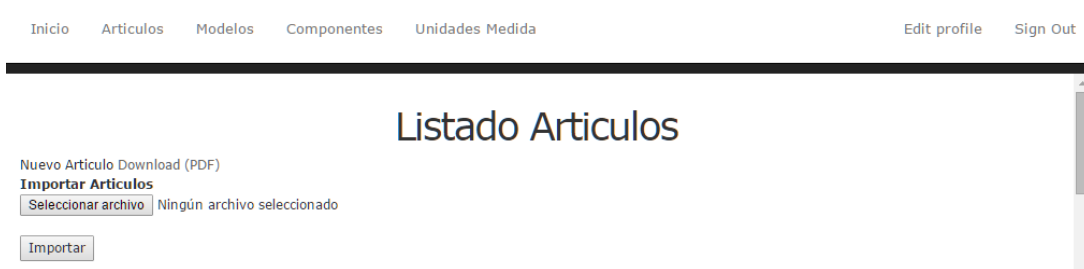 Inicio Articulos Modelos Componentes Unidades Medida Edit profile Sign Out
Listado Articulos
Nuevo Articulo Download (PDF)
Importar Articulos
Seleccionar archivo Ningún archivo seleccionado
Importar